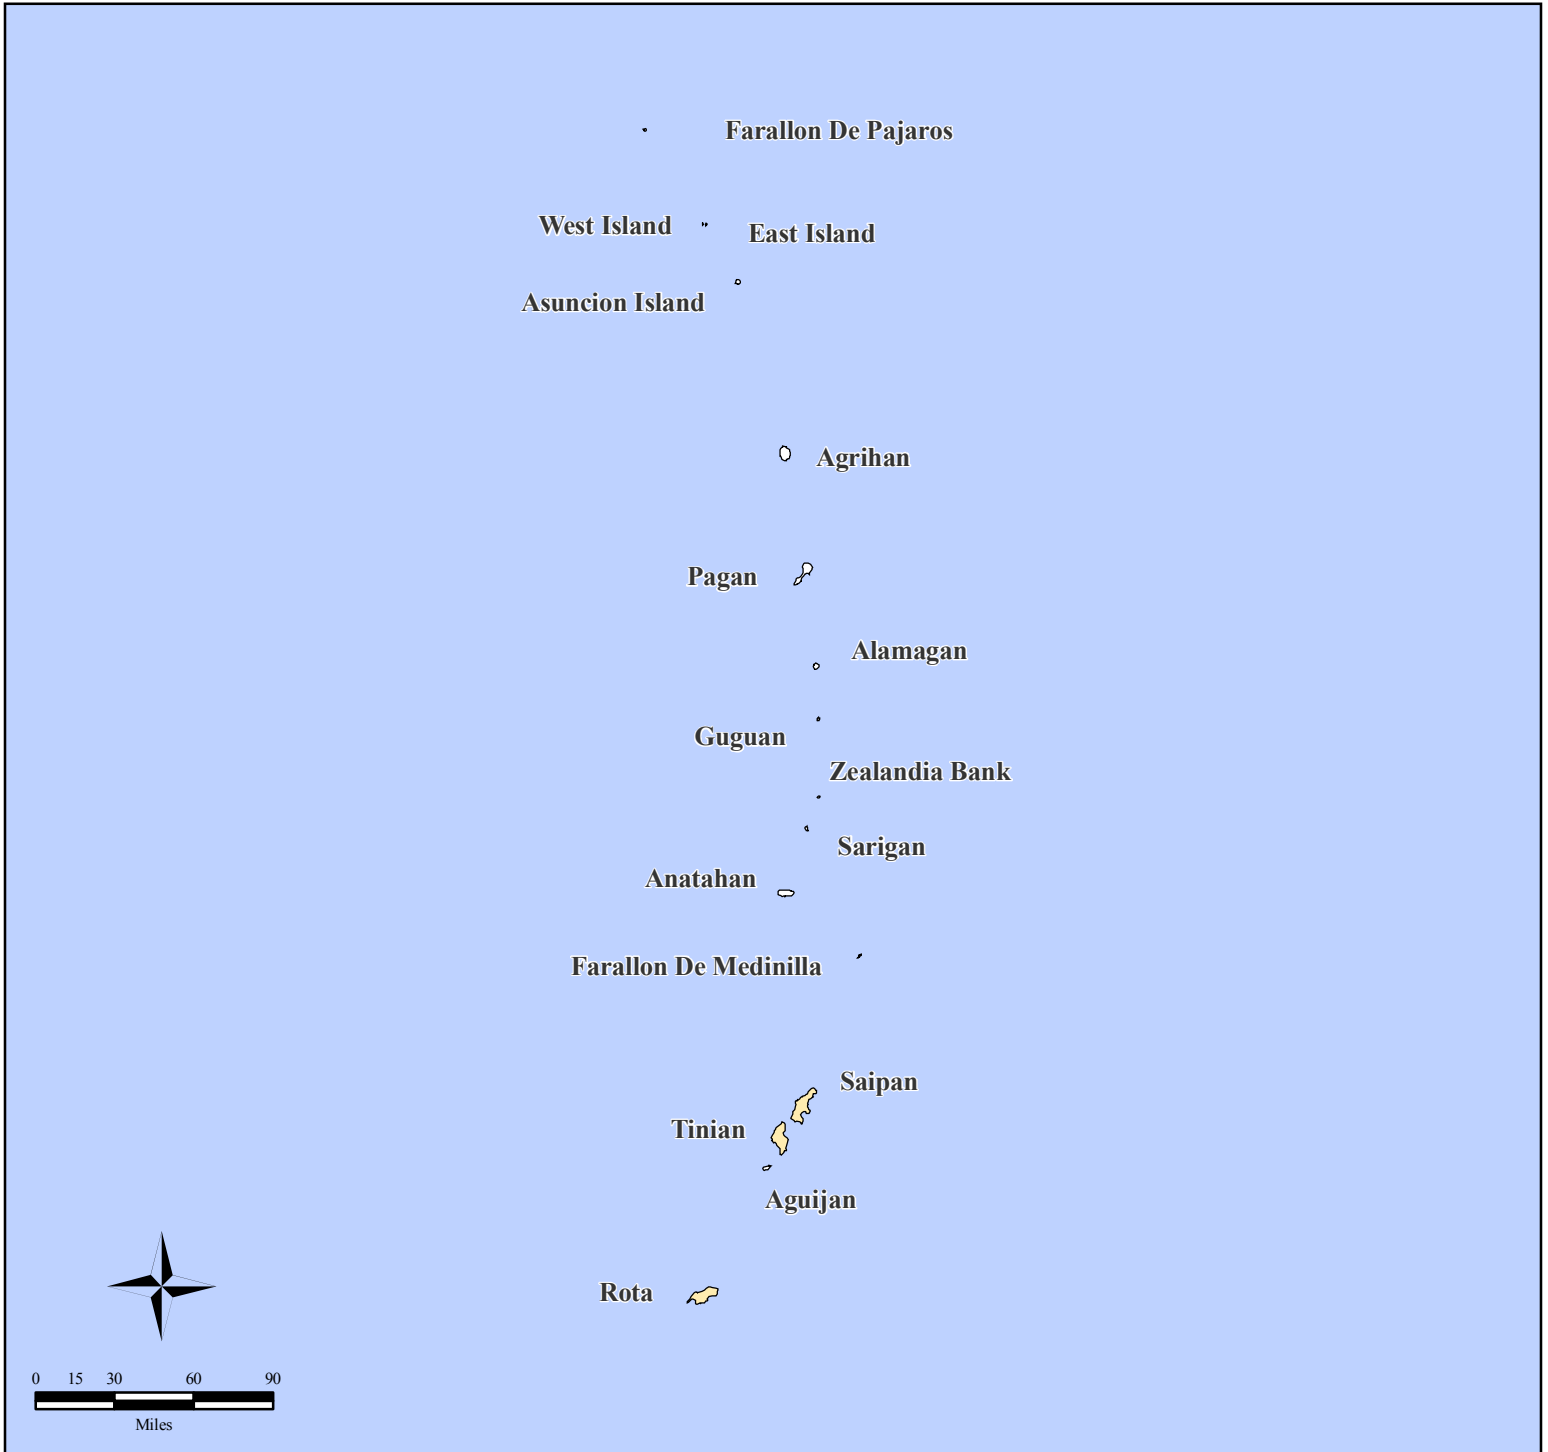 Farallon De Pajaros
West Island
East Island
Asuncion Island
Agrihan
Pagan
Alamagan
Guguan
Zealandia Bank
Sarigan
Anatahan
Farallon De Medinilla
Saipan
Tinian
Aguijan
Rota
0 15 30 60 90
Miles